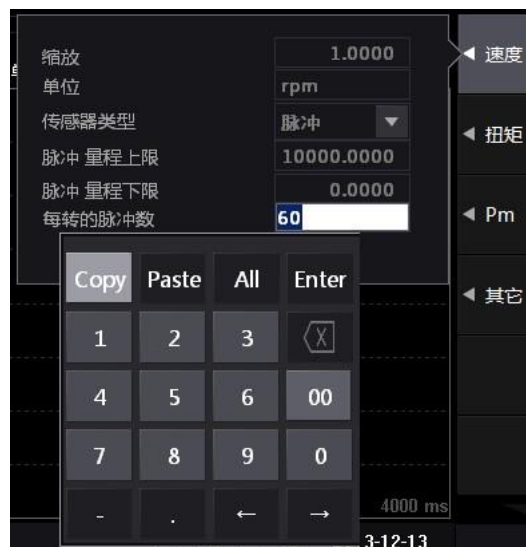 缩放 1.0000
单位 rpm
传感器类型 脉冲
脉冲 量程上限 10000.0000
脉冲 量程下限 0.0000
每转的脉冲数 60
速度
扭矩
Pm
其它
Copy Paste All Enter
1 2 3 X
4 5 6 00
7 8 9 0
- . ← →
4000 ms
3-12-13